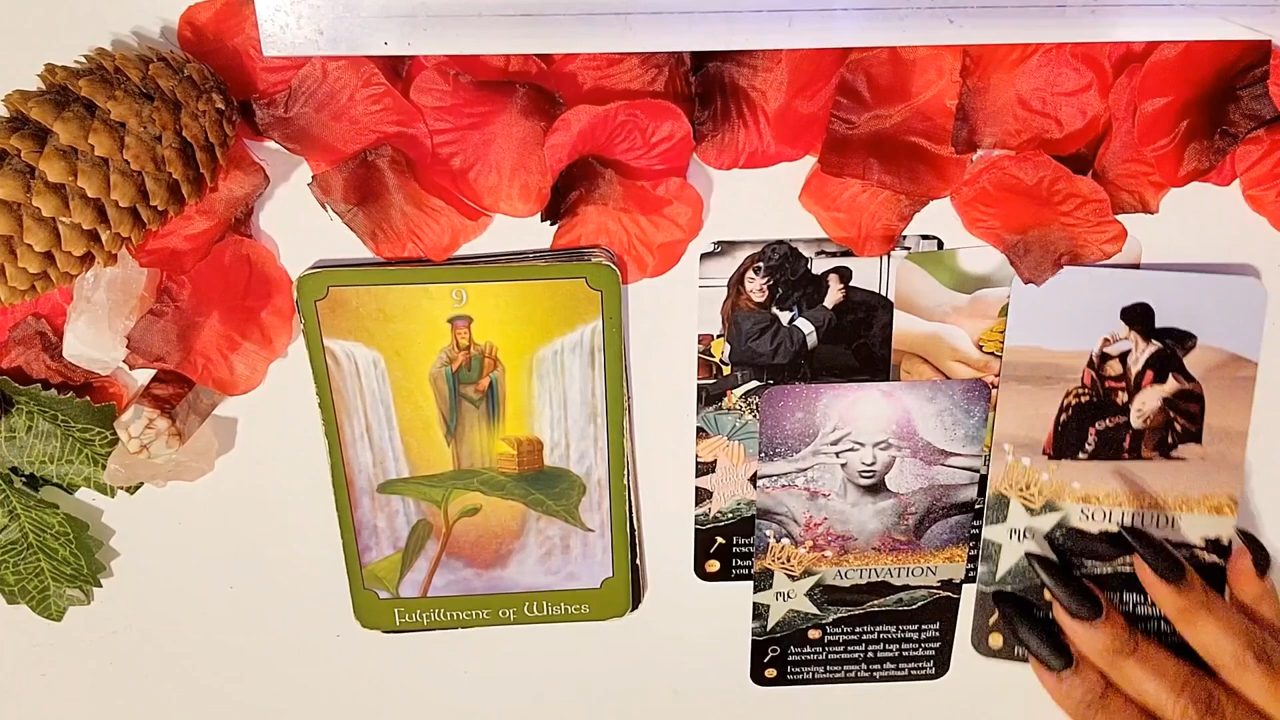 9
Fulfillment of Wishes
SOLITUDE
MC
ACTIVATION
MC
You're activating your soul
purpose and receiving gifts
Awaken your soul and tap into your
ancestral memory & inner wisdom
Focusing too much on the material
world instead of the spiritual world